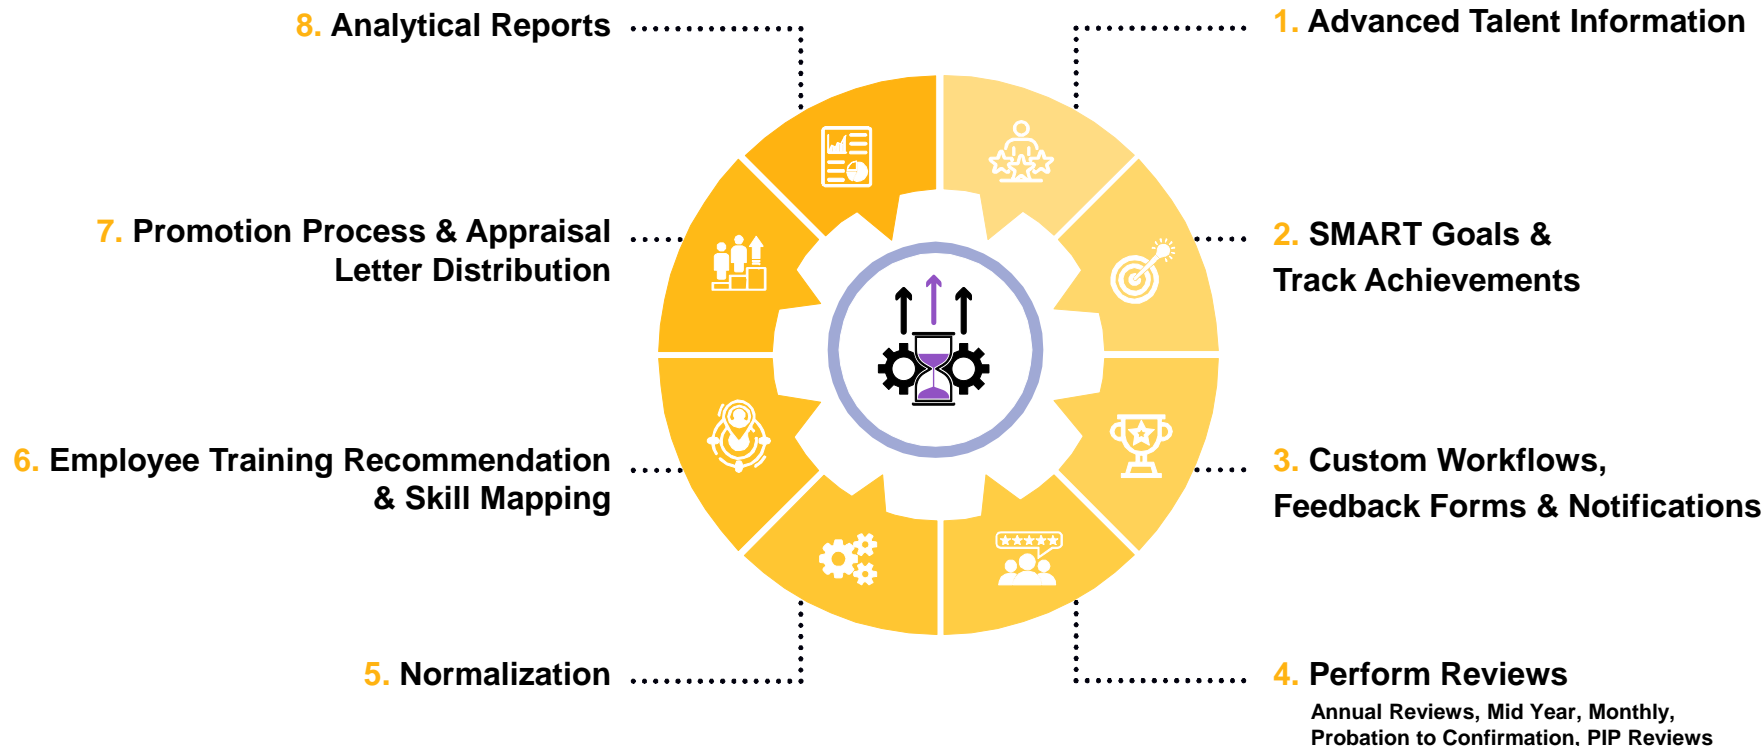 1. Advanced Talent Information
2. SMART Goals &
Track Achievements
3. Custom Workflows,
Feedback Forms & Notifications
4. Perform Reviews
Annual Reviews, Mid Year, Monthly,
Probation to Confirmation, PIP Reviews
5. Normalization
6. Employee Training Recommendation
& Skill Mapping
7. Promotion Process & Appraisal
Letter Distribution
8. Analytical Reports